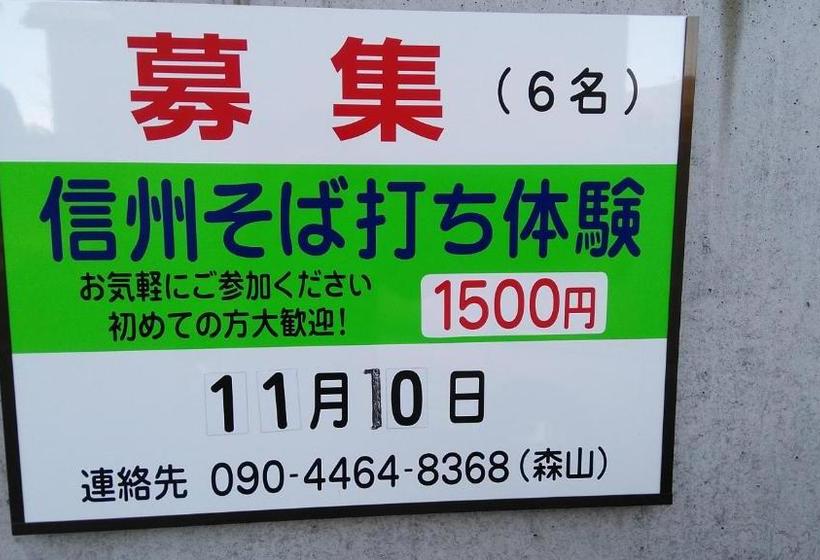 募集（6名）
信州そば打ち体験
お気軽にご参加ください
初めての方大歓迎！
1500円
11月10日
連絡先 090-4464-8368（森山）